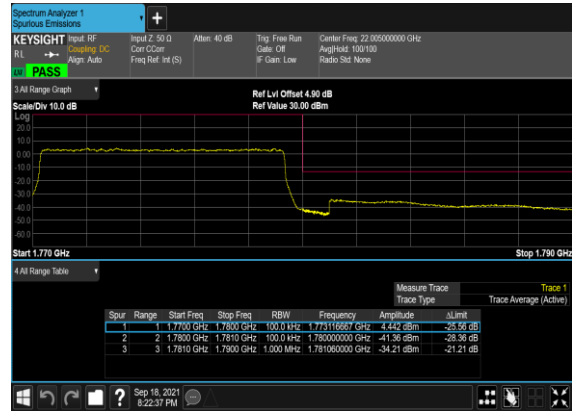 Spectrum Analyzer 1
Spurious Emissions
+
KEYSIGHT Input: RF Input Z: 50 Ω Atten: 40 dB Trig: Free Run Center Freq: 22.005000000 GHz
RL Coupling: DC Corr CCorr Gate: Off Avg|Hold: 100/100
Align: Auto Freq Ref: Int (S) IF Gain: Low Radio Std: None
LW PASS
3 All Range Graph
Ref Lvl Offset 4.90 dB
Scale/Div 10.0 dB Ref Value 30.00 dBm
Log
20.0
10.0
0.00
-10.0
-20.0
-30.0
-40.0
-50.0
-60.0
Start 1.770 GHz Stop 1.790 GHz
4 All Range Table
Measure Trace Trace 1
Trace Type Trace Average (Active)
Spur Range Start Freq Stop Freq RBW Frequency Amplitude ΔLimit
1 1 1.7700 GHz 1.7800 GHz 100.0 kHz 1.773116667 GHz 4.442 dBm -25.56 dB
2 2 1.7800 GHz 1.7810 GHz 100.0 kHz 1.780000000 GHz -41.36 dBm -28.36 dB
3 3 1.7810 GHz 1.7900 GHz 1.000 MHz 1.781060000 GHz -34.21 dBm -21.21 dB
? Sep 18, 2021
8:22:37 PM